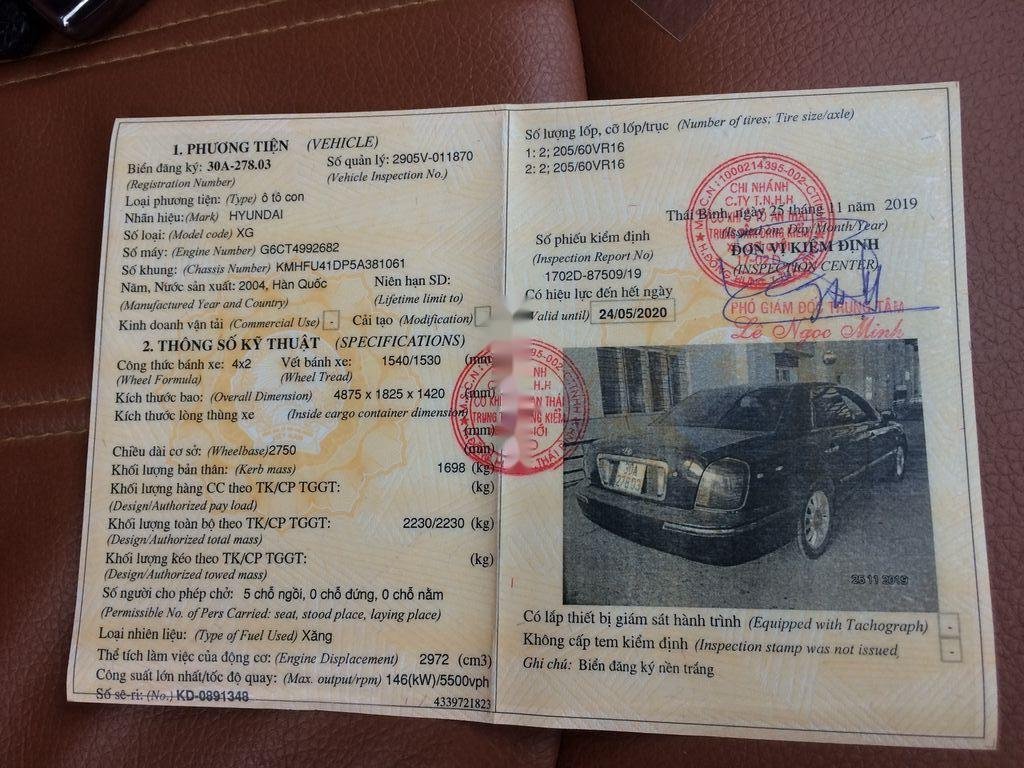 1. PHƯƠNG TIỆN (VEHICLE)
Biển đăng ký: 30A-278.03
(Registration Number)
Số quản lý: 2905V-011870
(Vehicle Inspection No.)
Loại phương tiện: (Type) ô tô con
Nhãn hiệu: (Mark) HYUNDAI
Số loại: (Model code) XG
Số máy: (Engine Number) G6CT4992682
Số khung: (Chassis Number) KMHFU41DP5A381061
Năm, Nước sản xuất: 2004, Hàn Quốc
(Manufactured Year and Country)
Niên hạn SD:
(Lifetime limit to)
Kinh doanh vận tải (Commercial Use) - Cải tạo (Modification)
2. THÔNG SỐ KỸ THUẬT (SPECIFICATIONS)
Công thức bánh xe: 4x2 Vết bánh xe: 1540/1530 (mm)
(Wheel Formula) (Wheel Tread)
Kích thước bao: (Overall Dimension) 4875 x 1825 x 1420 (mm)
Kích thước lòng thùng xe (Inside cargo container dimension)
(mm)
Chiều dài cơ sở: (Wheelbase) 2750 (mm)
Khối lượng bản thân: (Kerb mass) 1698 (kg)
Khối lượng hàng CC theo TK/CP TGGT: (kg)
(Design/Authorized pay load)
Khối lượng toàn bộ theo TK/CP TGGT: 2230/2230 (kg)
(Design/Authorized total mass)
Khối lượng kéo theo TK/CP TGGT: (kg)
(Design/Authorized towed mass)
Số người cho phép chở: 5 chỗ ngồi, 0 chỗ đứng, 0 chỗ nằm
(Permissible No. of Pers Carried: seat, stood place, laying place)
Loại nhiên liệu: (Type of Fuel Used) Xăng
Thể tích làm việc của động cơ: (Engine Displacement) 2972 (cm3)
Công suất lớn nhất/tốc độ quay: (Max. output/rpm) 146(kW)/5500vph
Số sê-ri: (No.) KD-0891348
4339721823
Số lượng lốp, cỡ lốp/trục (Number of tires; Tire size/axle)
1: 2; 205/60VR16
2: 2; 205/60VR16
Thái Bình, ngày 25 tháng 11 năm 2019
(Issued on: Day/Month/Year)
ĐƠN VỊ KIỂM ĐỊNH
(INSPECTION CENTER)
Số phiếu kiểm định
(Inspection Report No)
1702D-87509/19
Có hiệu lực đến hết ngày
(Valid until) 24/05/2020
M.S.C.N: 1000214395-002-C.T
CHI NHÁNH
C.TY T.N.H.H
17-02D
PHÓ GIÁM ĐỐC TRUNG TÂM
Lê Ngọc Minh
30A
278 03
25 11 2019
Có lắp thiết bị giám sát hành trình (Equipped with Tachograph) -
Không cấp tem kiểm định (Inspection stamp was not issued) -
Ghi chú: Biển đăng ký nền trắng